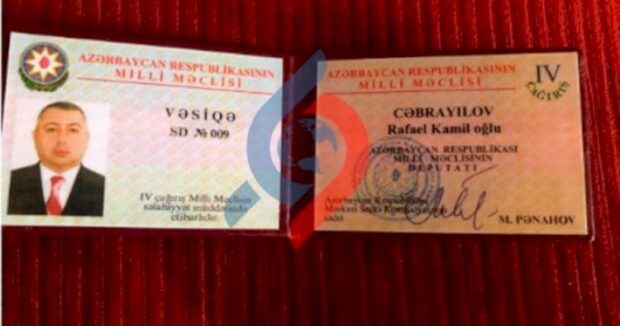 AZƏRBAYCAN RESPUBLİKASININ
MİLLİ MƏCLİSİ
VƏSİQƏ
SD № 009
IV çağırış Milli Məclisin
səlahiyyət müddətində
etibarlıdır.
AZƏRBAYCAN RESPUBLİKASININ
MİLLİ MƏCLİSİ
IV
ÇAĞIRIŞ
CƏBRAYILOV
Rafael Kamil oğlu
AZƏRBAYCAN RESPUBLİKASI
MİLLİ MƏCLİSİNİN
DEPUTATI
Azərbaycan Respublikası
Mərkəzi Seçki Komissiyasının
sədri
M. PƏNAHOV